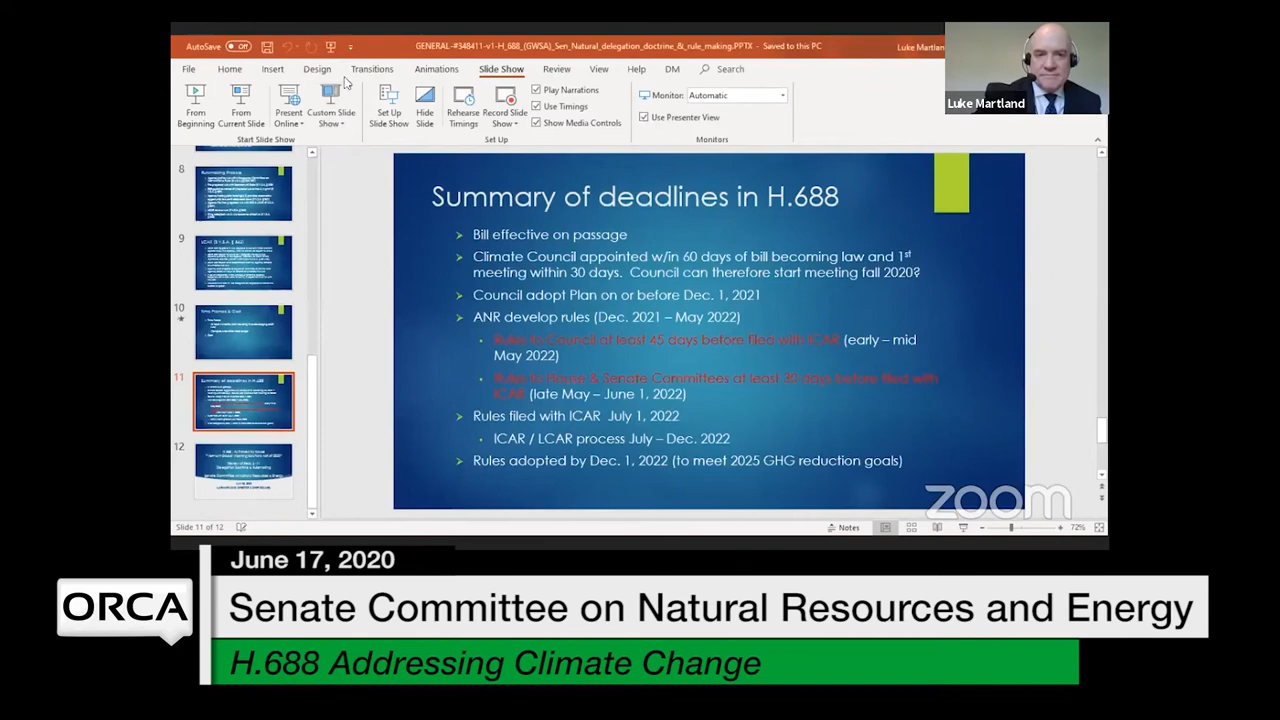 AutoSave Off
GENERAL-#348411-v1-H_688_(GWSA)_Sen_Natural_delegation_doctrine_&_rule_making.PPTX - Saved to this PC
Luke Martland
File Home Insert Design Transitions Animations Slide Show Review View Help DM Search
From Beginning
From Current Slide
Present Online
Custom Slide Show
Set Up Slide Show
Hide Slide
Rehearse Timings
Record Slide Show
Play Narrations
Use Timings
Show Media Controls
Monitor: Automatic
Use Presenter View
Start Slide Show
Set Up
Monitors
Luke Martland
8
9
10
11
12
Summary of deadlines in H.688
Bill effective on passage
Climate Council appointed w/in 60 days of bill becoming law and 1st
meeting within 30 days. Council can therefore start meeting fall 2020?
Council adopt Plan on or before Dec. 1, 2021
ANR develop rules (Dec. 2021 – May 2022)
Rules to Council at least 45 days before filed with ICAR (early – mid
May 2022)
Rules to House & Senate Committees at least 30 days before filed with
ICAR (late May – June 1, 2022)
Rules filed with ICAR July 1, 2022
ICAR / LCAR process July – Dec. 2022
Rules adopted by Dec. 1, 2022 (to meet 2025 GHG reduction goals)
zoom
Slide 11 of 12
Notes
72%
June 17, 2020
ORCA
Senate Committee on Natural Resources and Energy
H.688 Addressing Climate Change